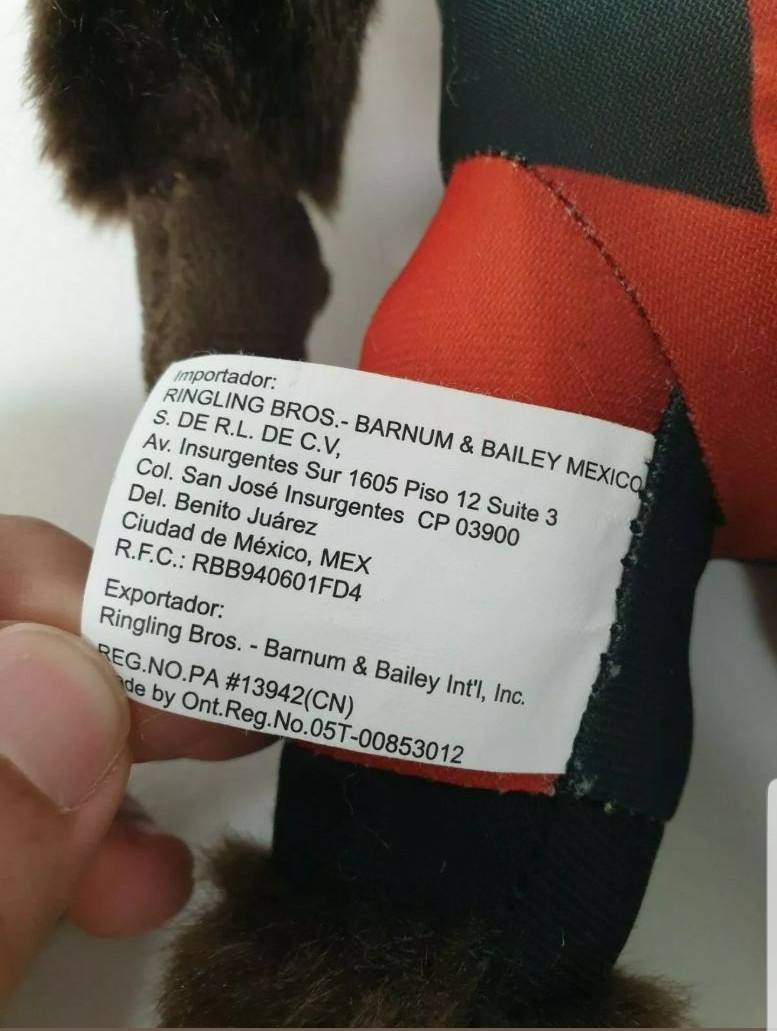 Importador:
RINGLING BROS.- BARNUM & BAILEY MEXICO
S. DE R.L. DE C.V,
Av. Insurgentes Sur 1605 Piso 12 Suite 3
Col. San José Insurgentes CP 03900
Del. Benito Juárez
Ciudad de México, MEX
R.F.C.: RBB940601FD4
Exportador:
Ringling Bros. - Barnum & Bailey Int'l, Inc.
REG.NO.PA #13942(CN)
de by Ont.Reg.No.05T-00853012